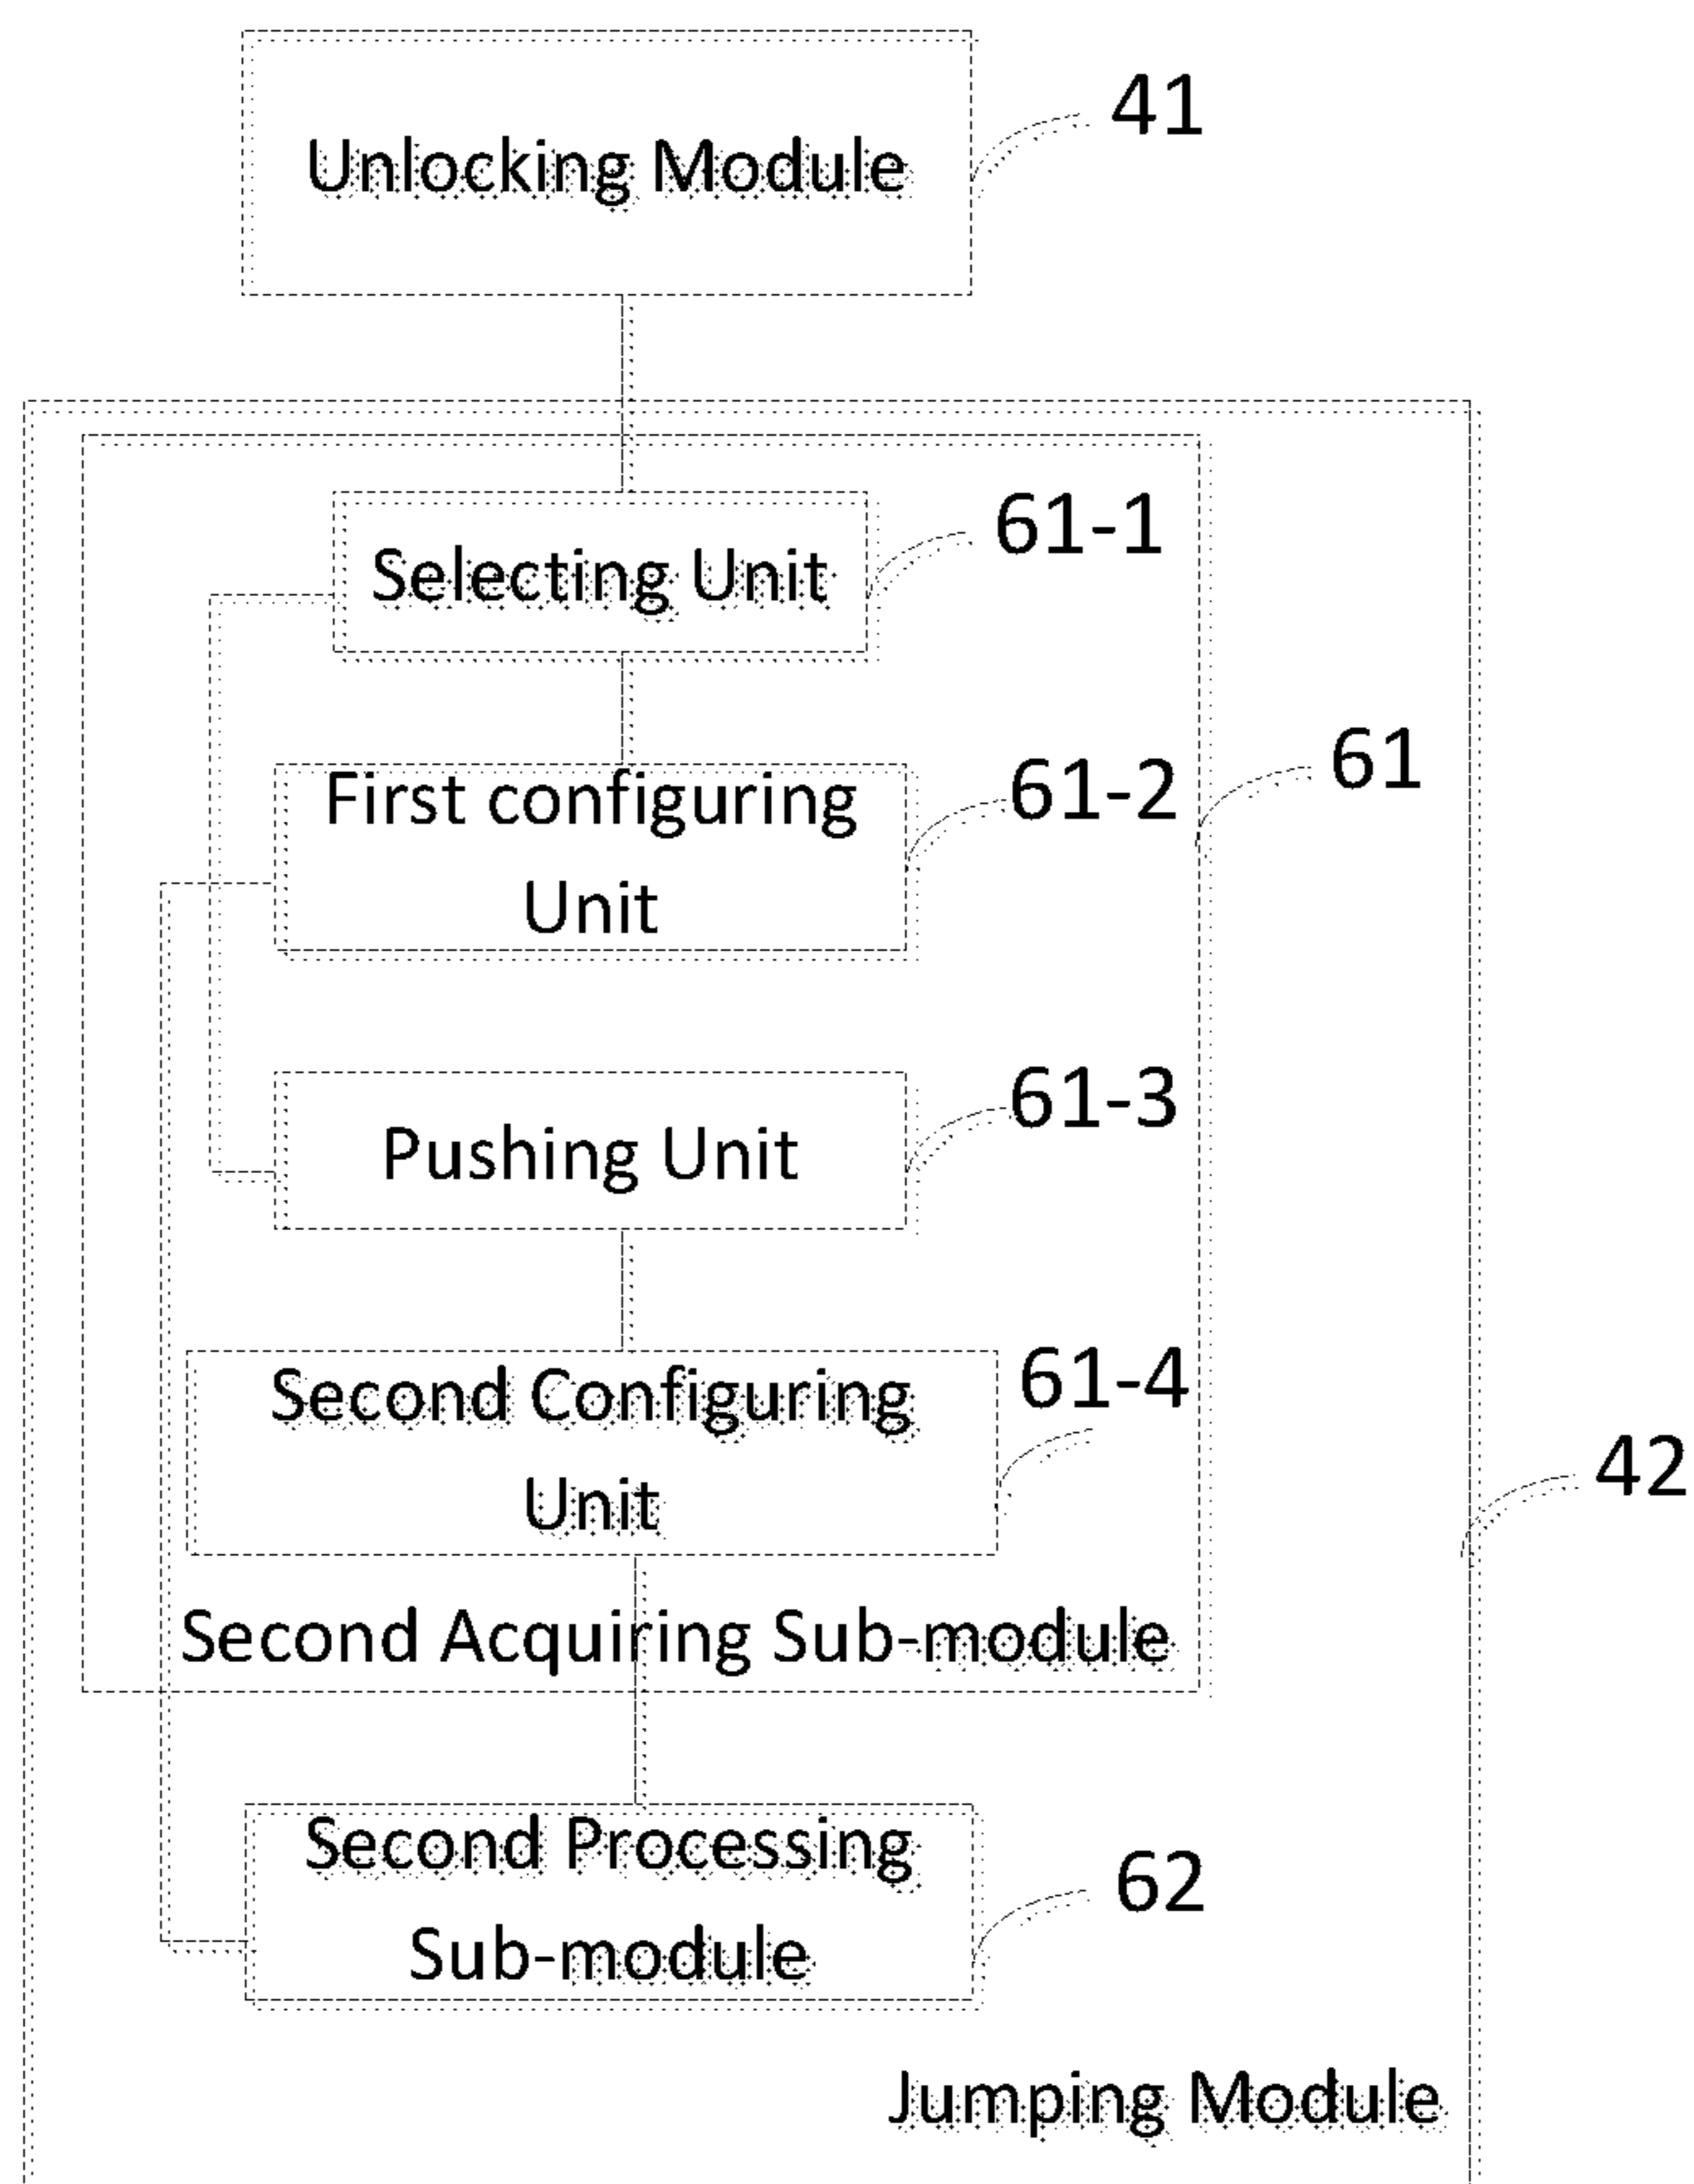 41
Unlocking Module
61-1
Selecting Unit
61
61-2
First configuring
Unit
61-3
Pushing Unit
61-4
Second Configuring
Unit
42
Second Acquiring Sub-module
Second Processing
62
Sub-module
Jumping Module